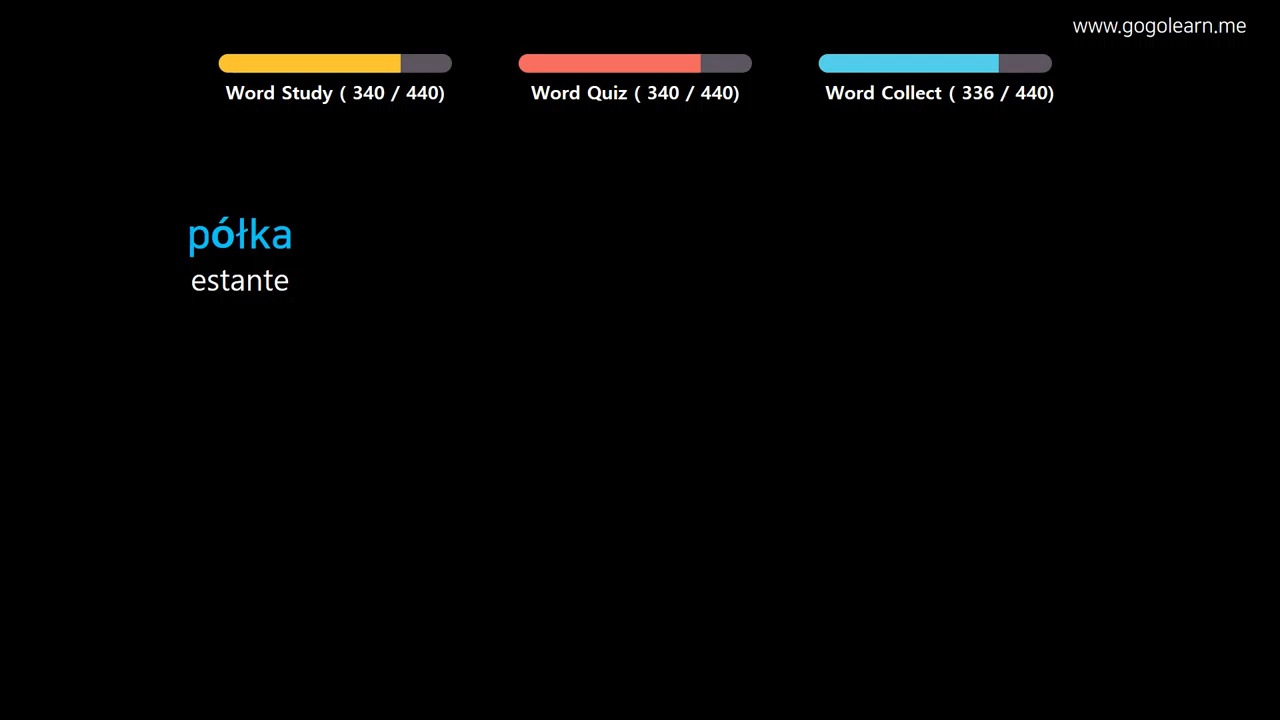 www.gogolearn.me
Word Study ( 340 / 440)
Word Quiz ( 340 / 440)
Word Collect ( 336 / 440)
półka
estante